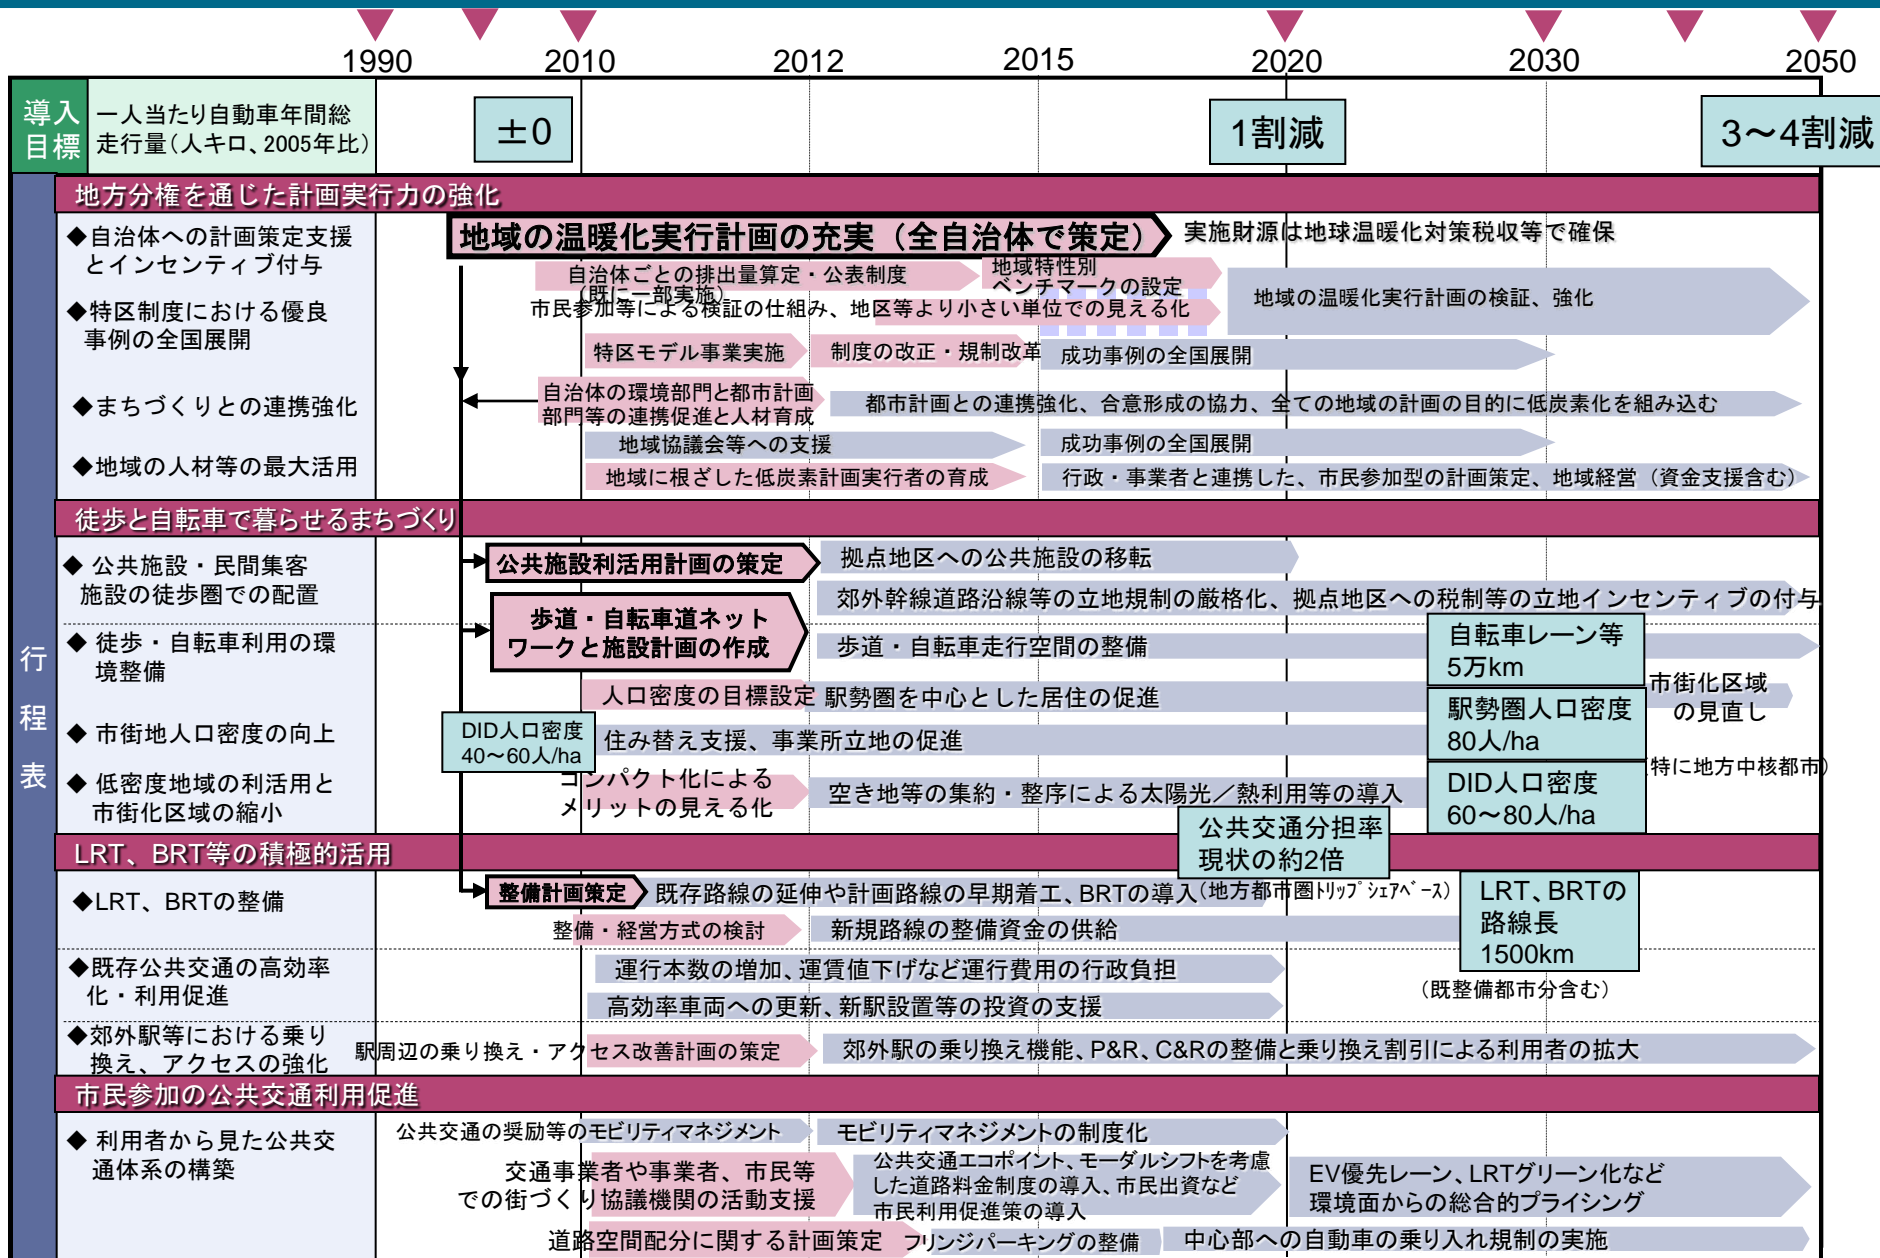 1990 2010 2012 2015 2020 2030 2050
導入
目標
一人当たり自動車年間総
走行量(人キロ、2005年比)
±0
1割減
3～4割減
行程表
地方分権を通じた計画実行力の強化
◆自治体への計画策定支援
とインセンティブ付与
地域の温暖化実行計画の充実（全自治体で策定）
実施財源は地球温暖化対策税収等で確保
自治体ごとの排出量算定・公表制度
(既に一部実施)
地域特性別
ベンチマークの設定
市民参加等による検証の仕組み、地区等より小さい単位での見える化
地域の温暖化実行計画の検証、強化
◆特区制度における優良
事例の全国展開
特区モデル事業実施
制度の改正・規制改革
成功事例の全国展開
◆まちづくりとの連携強化
自治体の環境部門と都市計画
部門等の連携促進と人材育成
都市計画との連携強化、合意形成の協力、全ての地域の計画の目的に低炭素化を組み込む
地域協議会等への支援
成功事例の全国展開
◆地域の人材等の最大活用
地域に根ざした低炭素計画実行者の育成
行政・事業者と連携した、市民参加型の計画策定、地域経営（資金支援含む）
徒歩と自転車で暮らせるまちづくり
◆ 公共施設・民間集客
施設の徒歩圏での配置
公共施設利活用計画の策定
拠点地区への公共施設の移転
郊外幹線道路沿線等の立地規制の厳格化、拠点地区への税制等の立地インセンティブの付与
◆ 徒歩・自転車利用の環
境整備
歩道・自転車道ネット
ワークと施設計画の作成
歩道・自転車走行空間の整備
自転車レーン等
5万km
人口密度の目標設定
駅勢圏を中心とした居住の促進
市街化区域
の見直し
◆ 市街地人口密度の向上
DID人口密度
40～60人/ha
住み替え支援、事業所立地の促進
駅勢圏人口密度
80人/ha
特に地方中核都市)
◆ 低密度地域の利活用と
市街化区域の縮小
コンパクト化による
メリットの見える化
空き地等の集約・整序による太陽光／熱利用等の導入
DID人口密度
60～80人/ha
公共交通分担率
現状の約2倍
LRT、BRT等の積極的活用
◆LRT、BRTの整備
整備計画策定
既存路線の延伸や計画路線の早期着工、BRTの導入
(地方都市圏ﾄﾘｯﾌﾟｼｪｱﾍﾞｰｽ)
LRT、BRTの
路線長
1500km
整備・経営方式の検討
新規路線の整備資金の供給
(既整備都市分含む)
◆既存公共交通の高効率
化・利用促進
運行本数の増加、運賃値下げなど運行費用の行政負担
高効率車両への更新、新駅設置等の投資の支援
◆郊外駅等における乗り
換え、アクセスの強化
駅周辺の乗り換え・アクセス改善計画の策定
郊外駅の乗り換え機能、P&R、C&Rの整備と乗り換え割引による利用者の拡大
市民参加の公共交通利用促進
◆ 利用者から見た公共交
通体系の構築
公共交通の奨励等のモビリティマネジメント
モビリティマネジメントの制度化
交通事業者や事業者、市民等
での街づくり協議機関の活動支援
公共交通エコポイント、モーダルシフトを考慮
した道路料金制度の導入、市民出資など
市民利用促進策の導入
EV優先レーン、LRTグリーン化など
環境面からの総合的プライシング
道路空間配分に関する計画策定
フリンジパーキングの整備
中心部への自動車の乗り入れ規制の実施